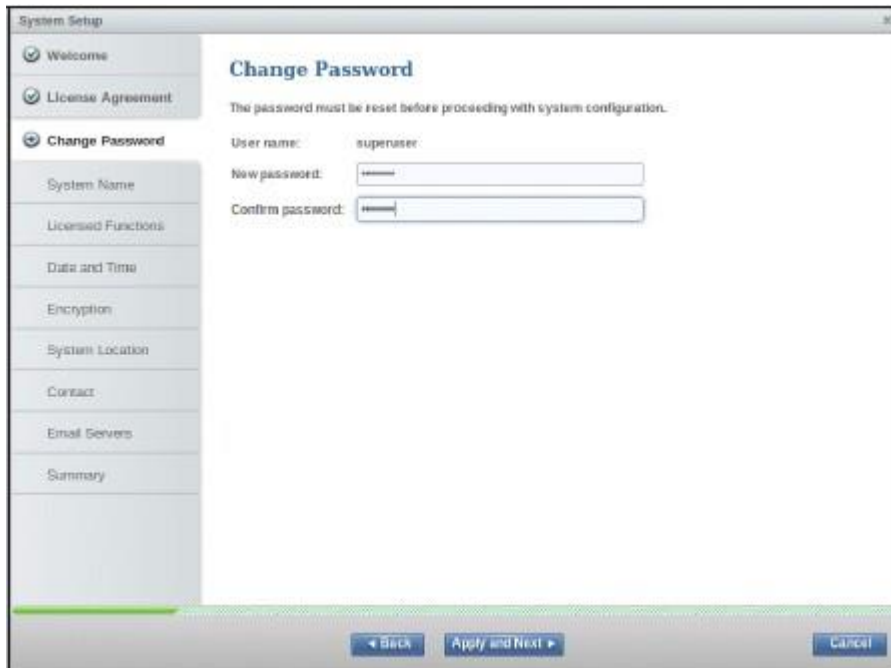 System Setup
Welcome
License Agreement
Change Password
System Name
Licensed Functions
Date and Time
Encryption
System Location
Contact
Email Servers
Summary
Change Password
The password must be reset before proceeding with system configuration.
User name: superuser
New password: ••••••••
Confirm password: ••••••••
Back
Apply and Next
Cancel